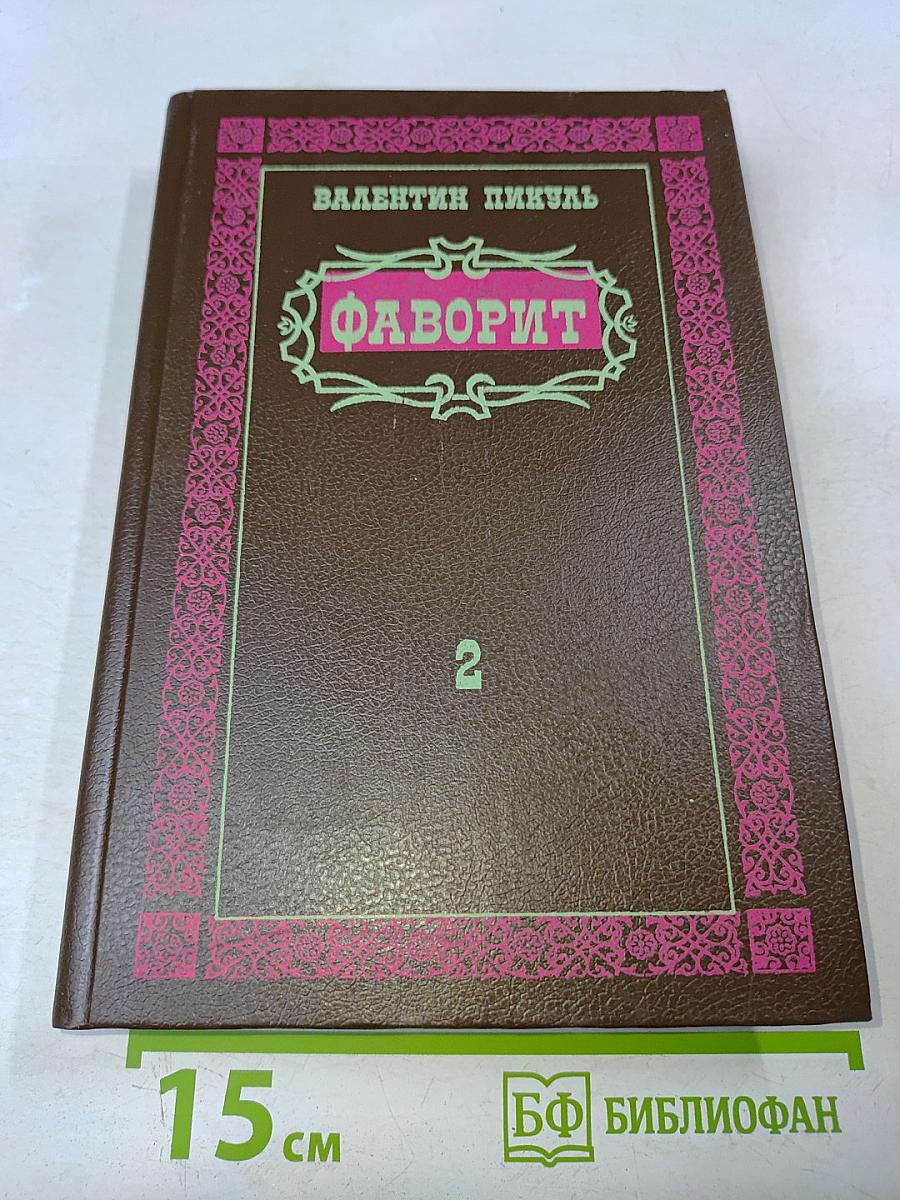 ВАЛЕНТИН ПИКУЛЬ
ФАВОРИТ
2
15 см
БФ БИБЛИОФАН